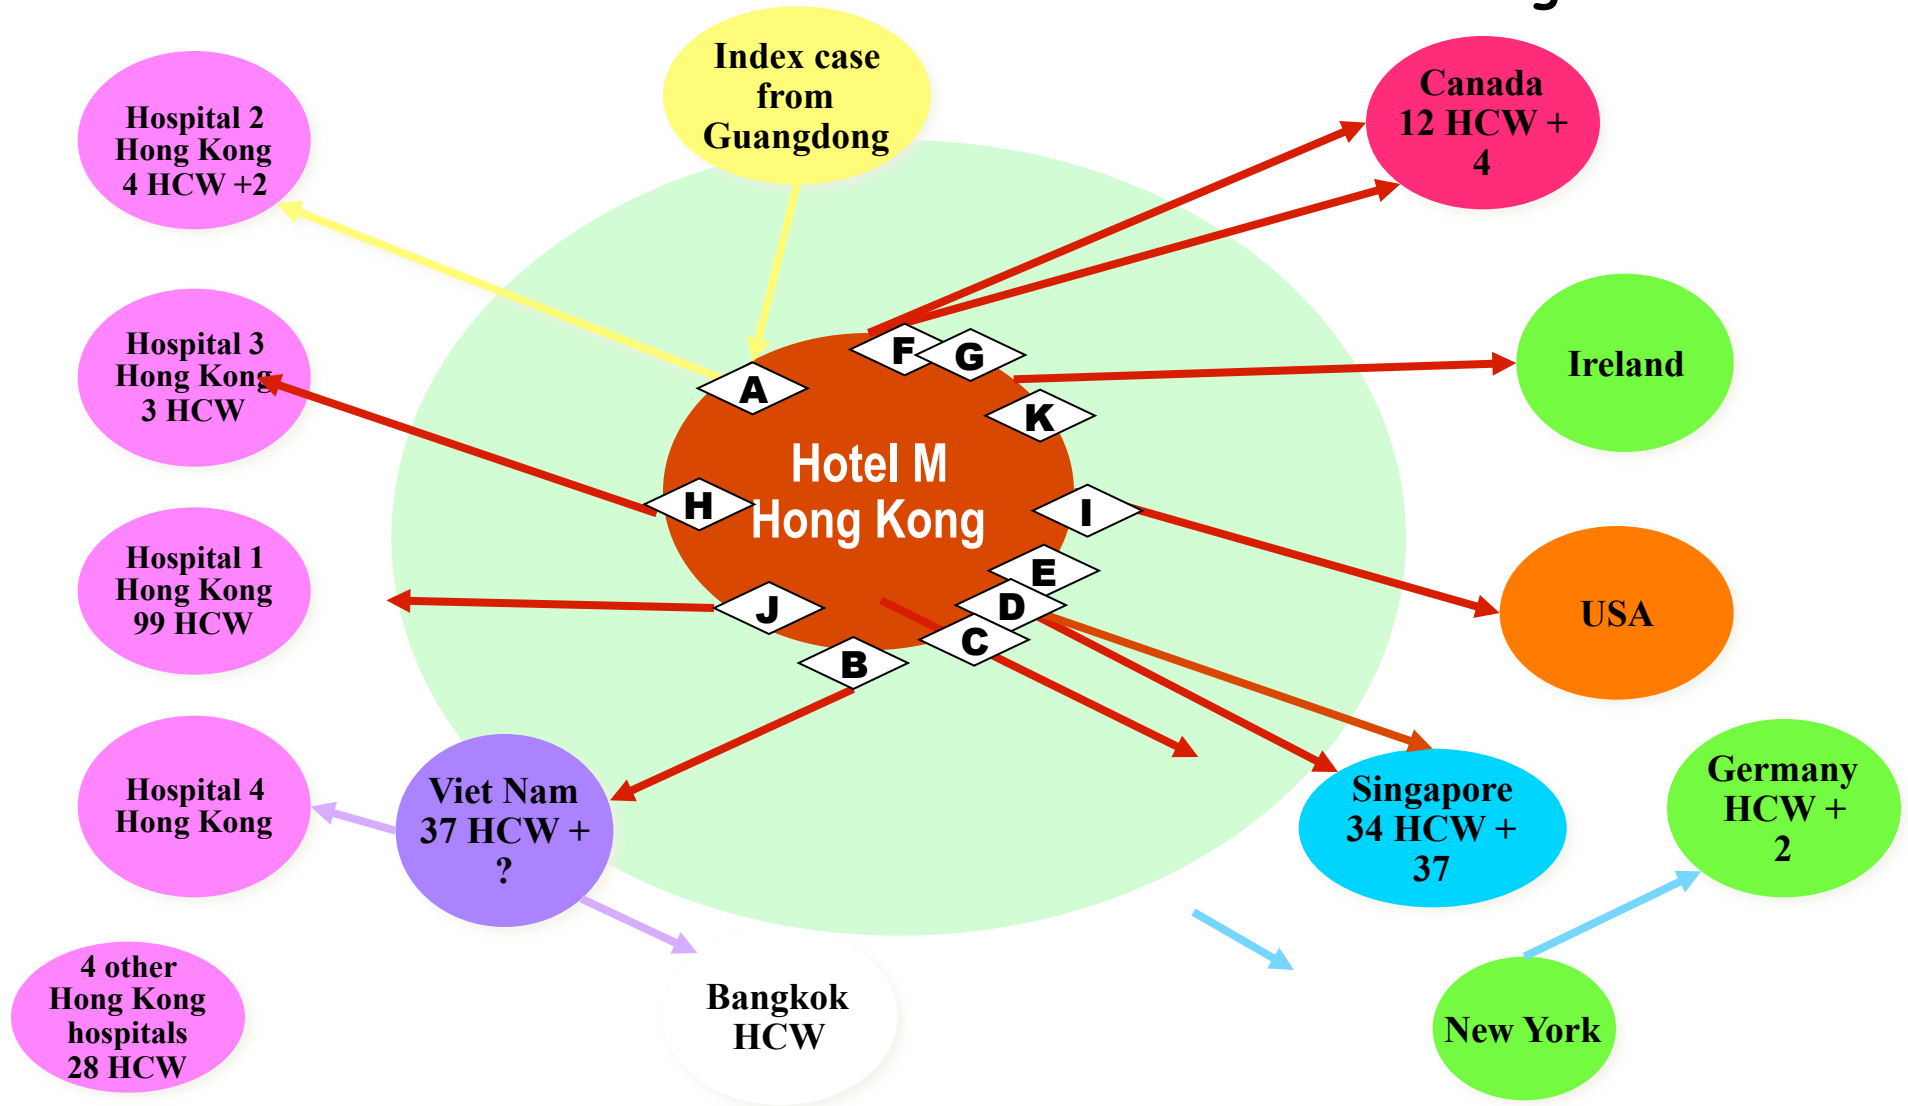 Index case
from
Guangdong
Canada
12 HCW +
4
Hospital 2
Hong Kong
4 HCW +2
Hospital 3
Hong Kong
3 HCW
F
G
Ireland
A
K
Hotel M
Hong Kong
H
I
Hospital 1
Hong Kong
99 HCW
E
D
J
C
B
USA
Hospital 4
Hong Kong
Viet Nam
37 HCW +
?
Singapore
34 HCW +
37
Germany
HCW +
2
4 other
Hong Kong
hospitals
28 HCW
Bangkok
HCW
New York